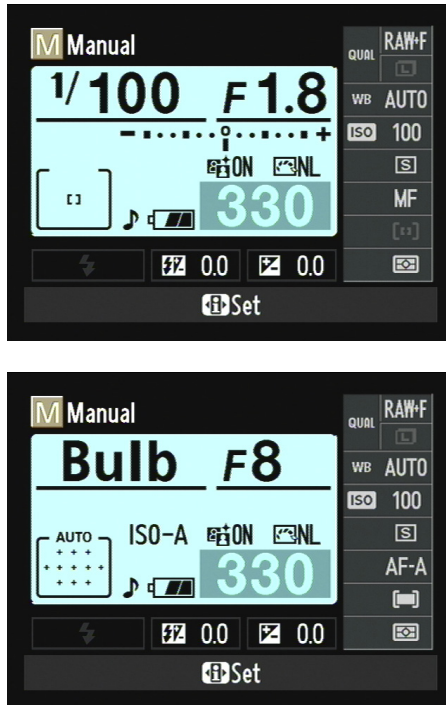 M Manual
QUAL RAW+F
L
1/100 F1.8
WB AUTO
- 0 +
ISO 100
ON NL
S
330
MF
0.0 0.0
Set
M Manual
QUAL RAW+F
L
Bulb F8
WB AUTO
ISO 100
AUTO ISO-A ON NL
S
330
AF-A
0.0 0.0
Set